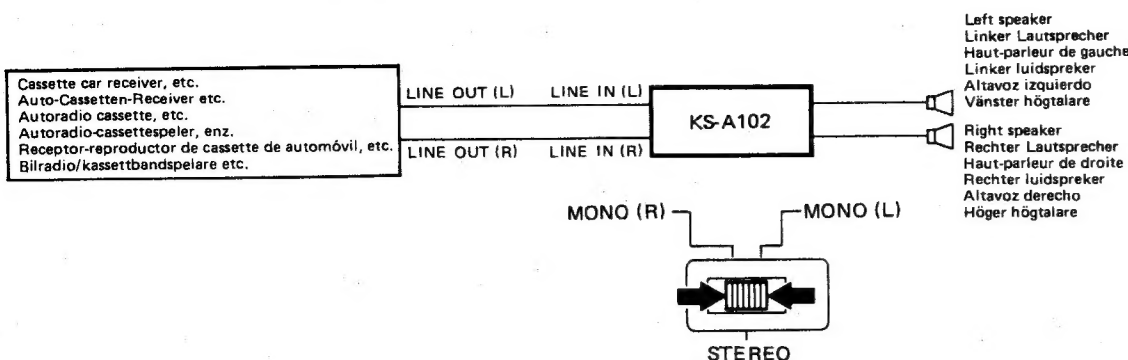 Cassette car receiver, etc.
Auto-Cassetten-Receiver etc.
Autoradio cassette, etc.
Autoradio-cassettespeler, enz.
Receptor-reproductor de cassette de automóvil, etc.
Bilradio/kassettbandspelare etc.
LINE OUT (L) LINE IN (L)
LINE OUT (R) LINE IN (R)
KS-A102
Left speaker
Linker Lautsprecher
Haut-parleur de gauche
Linker luidspreker
Altavoz izquierdo
Vänster högtalare
Right speaker
Rechter Lautsprecher
Haut-parleur de droite
Rechter luidspreker
Altavoz derecho
Höger högtalare
MONO (R) MONO (L)
STEREO